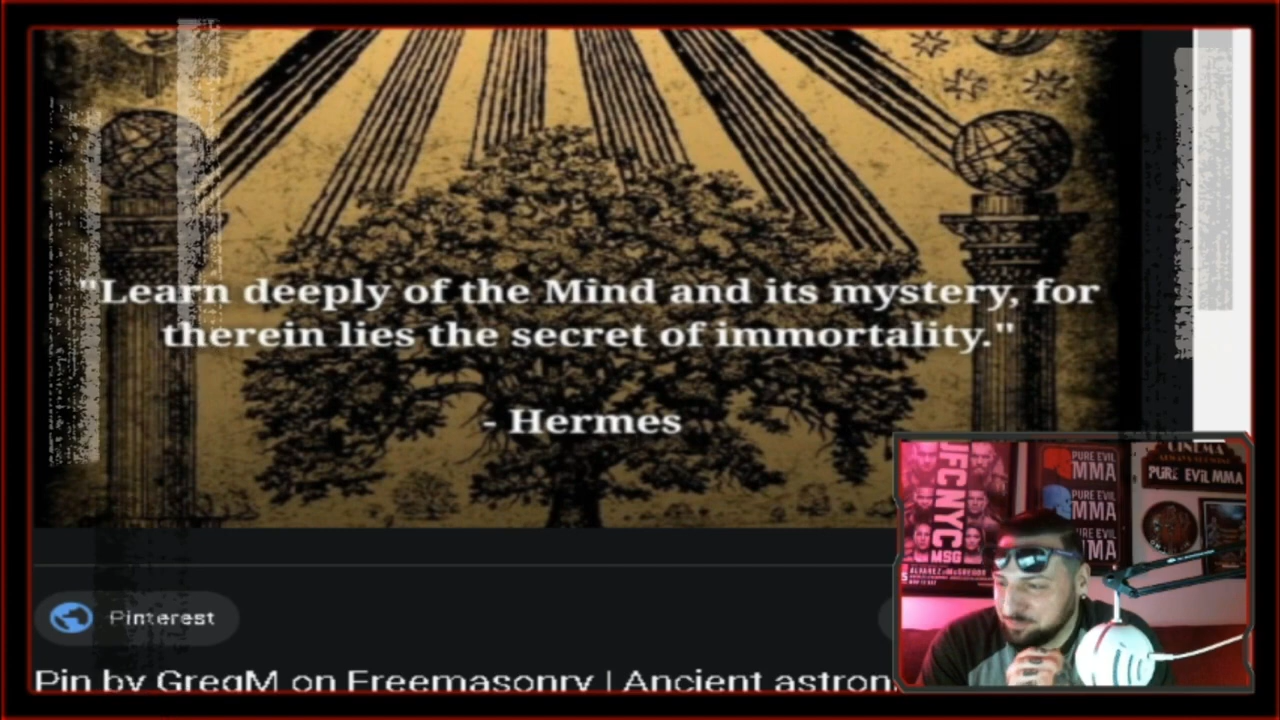 "Learn deeply of the Mind and its mystery, for
therein lies the secret of immortality."
- Hermes
Pinterest
Pin by GregM on Freemasonry | Ancient
UFC NYC
MSG
ALVAREZ
McGREGOR
PURE EVIL
MMA
PURE EVIL
MMA
EVIL
MMA
CINEMA
PURE EVIL MMA